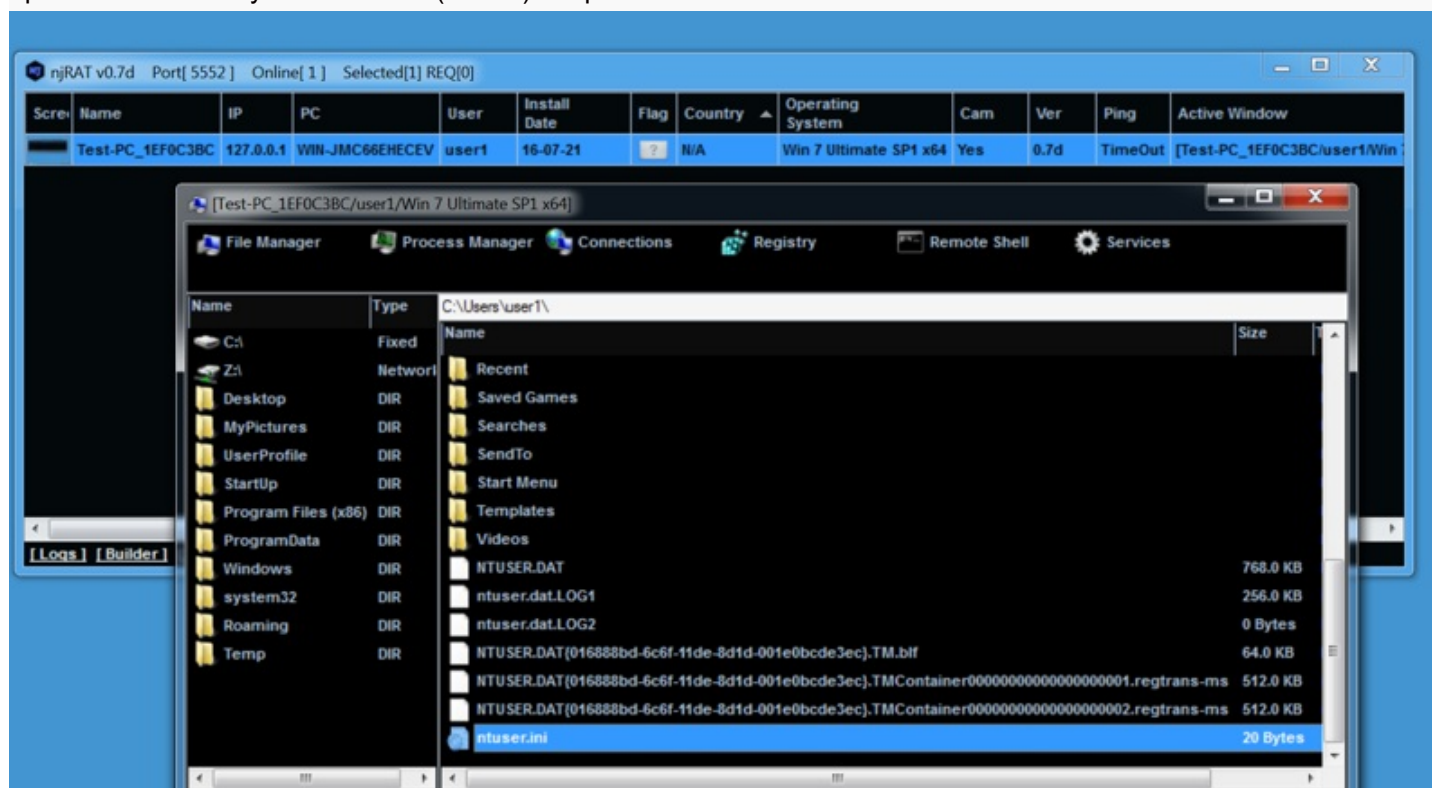 njRAT v0.7d Port[ 5552 ] Online[ 1 ] Selected[1] REQ[0]
Name IP PC User Install Date Flag Country Operating System Cam Ver Ping Active Window
Test-PC_1EF0C3BC 127.0.0.1 WIN-JMC66EHECEV user1 16-07-21 ? N/A Win 7 Ultimate SP1 x64 Yes 0.7d TimeOut [Test-PC_1EF0C3BC/user1/Win
[Test-PC_1EF0C3BC/user1/Win 7 Ultimate SP1 x64]
File Manager Process Manager Connections Registry Remote Shell Services
Name Type C:\Users\user1\
Name Size
C:\ Fixed
Recent
Z:\ Networ
Saved Games
Desktop DIR
Searches
MyPictures DIR
SendTo
UserProfile DIR
Start Menu
StartUp DIR
Templates
Program Files (x86) DIR
Videos
ProgramData DIR
NTUSER.DAT 768.0 KB
Windows DIR
ntuser.dat.LOG1 256.0 KB
system32 DIR
ntuser.dat.LOG2 0 Bytes
Roaming DIR
NTUSER.DAT{016888bd-6c6f-11de-8d1d-001e0bcde3ec}.TM.blf 64.0 KB
Temp DIR
NTUSER.DAT{016888bd-6c6f-11de-8d1d-001e0bcde3ec}.TMContainer00000000000000000001.regtrans-ms 512.0 KB
NTUSER.DAT{016888bd-6c6f-11de-8d1d-001e0bcde3ec}.TMContainer00000000000000000002.regtrans-ms 512.0 KB
ntuser.ini 20 Bytes
[Logs] [Builder]